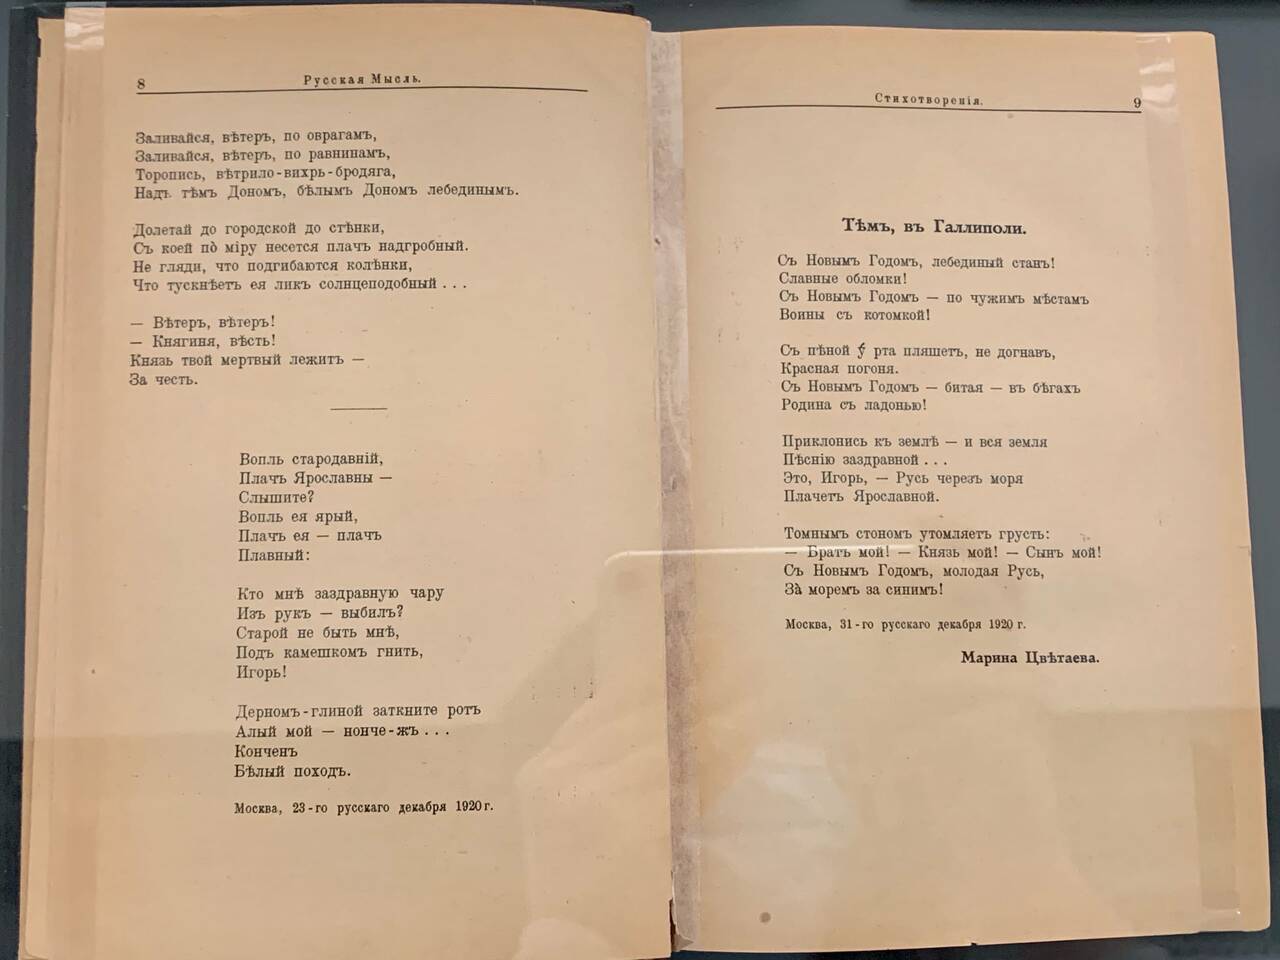 8
Русская Мысль.
Заливайся, вѣтеръ, по оврагамъ,
Заливайся, вѣтеръ, по равнинамъ,
Торопись, вѣтрило-вихрь-бродяга,
Надъ тѣмъ Дономъ, бѣлымъ Дономъ лебединымъ.
Долетай до городской до стѣнки,
Съ коей по̀ міру несется плачъ надгробный.
Не гляди, что подгибаются колѣнки,
Что тускнѣетъ ея ликъ солнцеподобный . . .
— Вѣтеръ, вѣтеръ!
— Княгиня, вѣсть!
Князь твой мертвый лежитъ —
За честь.
Вопль стародавній,
Плачъ Ярославны —
Слышите?
Вопль ея ярый,
Плачъ ея — плачъ
Плавный:
Кто мнѣ заздравную чару
Изъ рукъ — выбилъ?
Старой не быть мнѣ,
Подъ камешкомъ гнить,
Игорь!
Дерномъ-глиной заткните ротъ
Алый мой — нонче-жъ . . .
Конченъ
Бѣлый походъ.
Москва, 23-го русскаго декабря 1920 г.
Стихотворенія.
9
Тѣмъ, въ Галлиполи.
Съ Новымъ Годомъ, лебединый станъ!
Славные обломки!
Съ Новымъ Годомъ — по чужимъ мѣстамъ
Воины съ котомкой!
Съ пѣной у рта пляшетъ, не догнавъ,
Красная погоня.
Съ Новымъ Годомъ — битая — въ бѣгахъ
Родина съ ладонью!
Приклонись къ землѣ — и вся земля
Пѣснію заздравной . . .
Это, Игорь, — Русь черезъ моря
Плачетъ Ярославной.
Томнымъ стономъ утомляетъ грусть:
— Братъ мой! — Князь мой! — Сынъ мой!
Съ Новымъ Годомъ, молодая Русь,
За̀ моремъ за синимъ!
Москва, 31-го русскаго декабря 1920 г.
Марина Цвѣтаева.